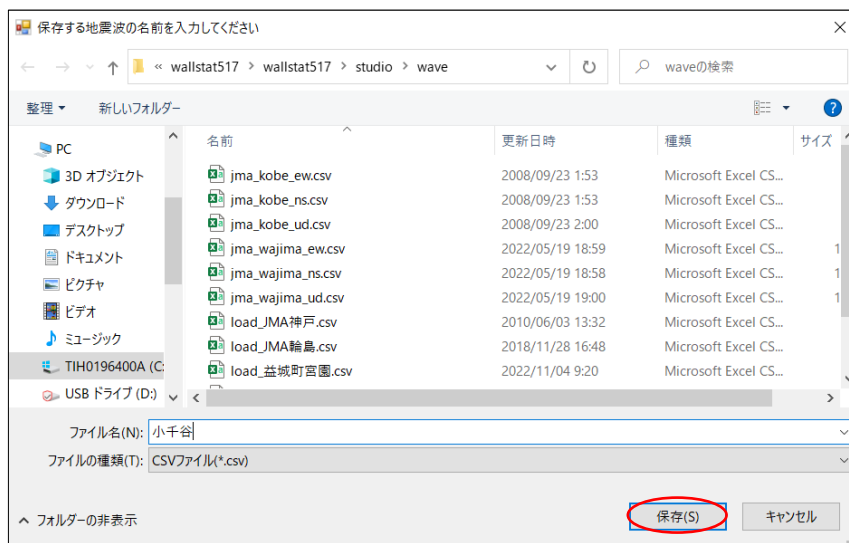 保存する地震波の名前を入力してください
« wallstat517 > wallstat517 > studio > wave
waveの検索
整理 新しいフォルダー
名前 更新日時 種類 サイズ
PC
3D オブジェクト
ダウンロード
デスクトップ
ドキュメント
ピクチャ
ビデオ
ミュージック
TIH0196400A (C:
USB ドライブ (D:)
jma_kobe_ew.csv 2008/09/23 1:53 Microsoft Excel CS...
jma_kobe_ns.csv 2008/09/23 1:53 Microsoft Excel CS...
jma_kobe_ud.csv 2008/09/23 2:00 Microsoft Excel CS...
jma_wajima_ew.csv 2022/05/19 18:59 Microsoft Excel CS... 1
jma_wajima_ns.csv 2022/05/19 18:58 Microsoft Excel CS... 1
jma_wajima_ud.csv 2022/05/19 19:00 Microsoft Excel CS... 1
load_JMA神戸.csv 2010/06/03 13:32 Microsoft Excel CS...
load_JMA輪島.csv 2018/11/28 16:48 Microsoft Excel CS...
load_益城町宮園.csv 2022/11/04 9:20 Microsoft Excel CS...
ファイル名(N): 小千谷
ファイルの種類(T): CSVファイル(*.csv)
フォルダーの非表示
保存(S) キャンセル